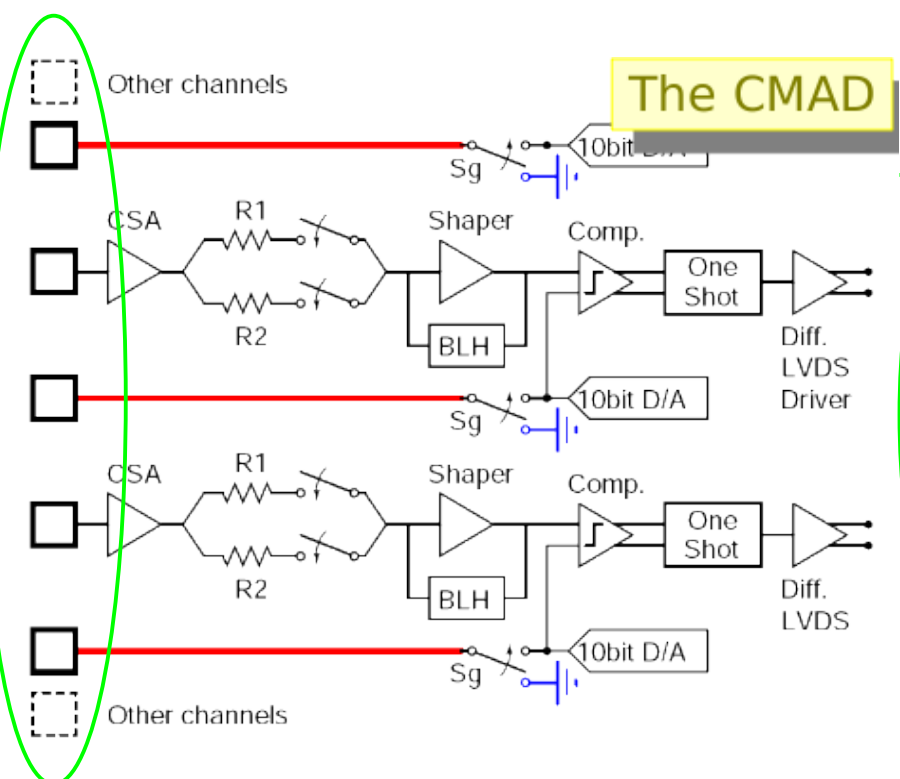 Other channels
The CMAD
10bit D/A
Sg
CSA
R1
Shaper
Comp.
One
Shot
R2
BLH
Diff.
LVDS
Driver
10bit D/A
Sg
CSA
R1
Shaper
Comp.
One
Shot
R2
BLH
Diff.
LVDS
10bit D/A
Sg
Other channels